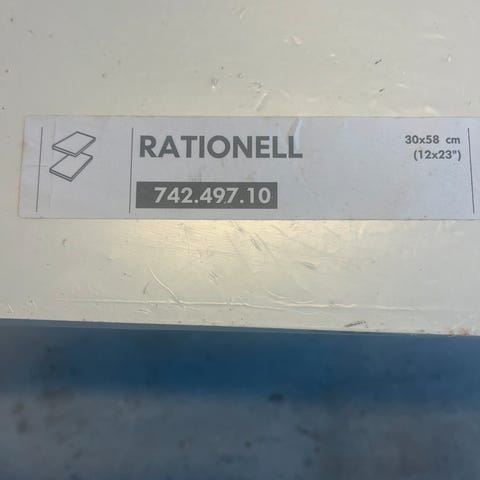 RATIONELL
30x58 cm
(12x23")
742.497.10